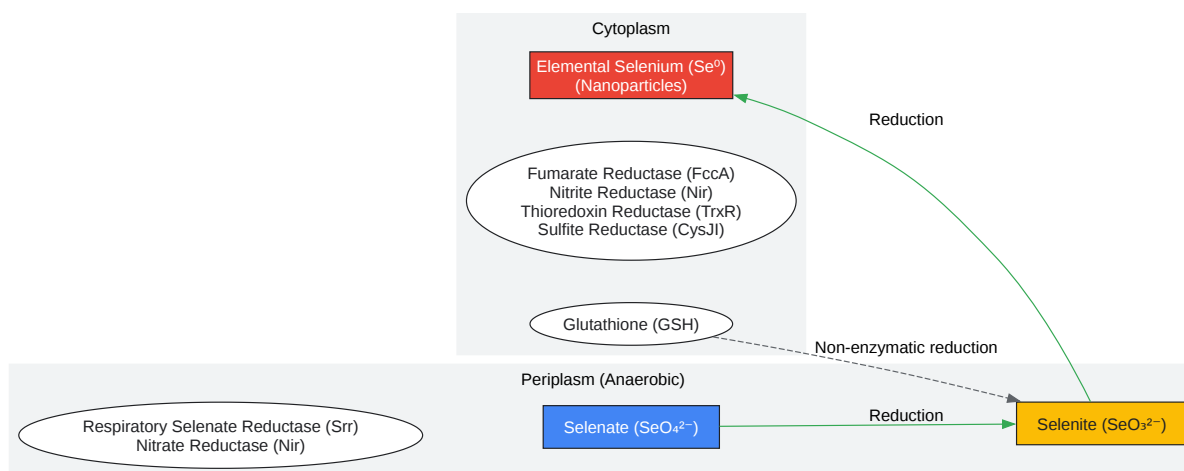 Cytoplasm
Elemental Selenium (Se⁰)
(Nanoparticles)
Reduction
Fumarate Reductase (FccA)
Nitrite Reductase (Nir)
Thioredoxin Reductase (TrxR)
Sulfite Reductase (CysJI)
Glutathione (GSH)
Non-enzymatic reduction
Periplasm (Anaerobic)
Respiratory Selenate Reductase (Srr)
Nitrate Reductase (Nir)
Selenate (SeO₄²⁻)
Reduction
Selenite (SeO₃²⁻)